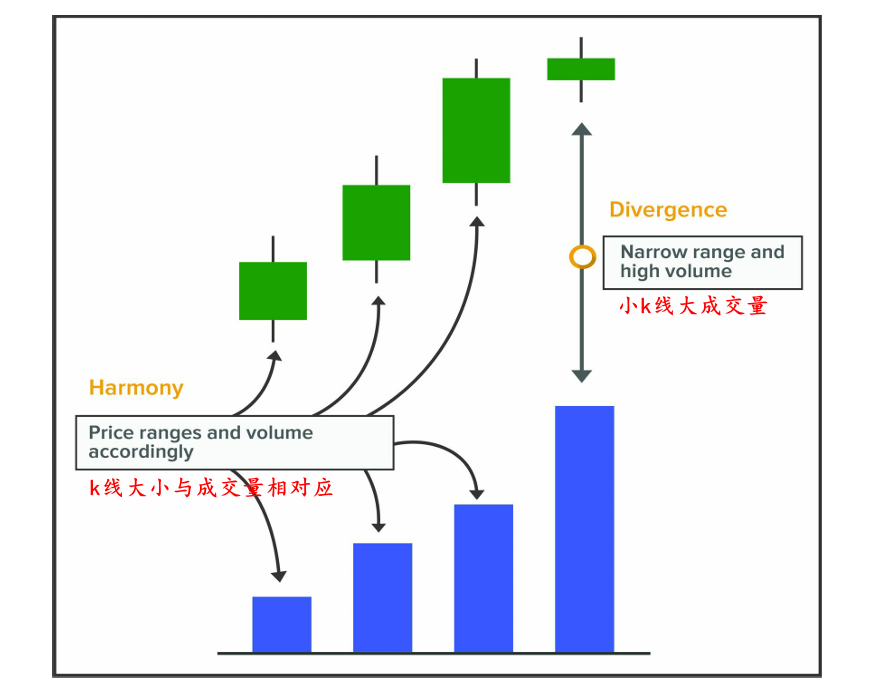 Divergence
Narrow range and
high volume
小k线大成交量
Harmony
Price ranges and volume
accordingly
k线大小与成交量相对应